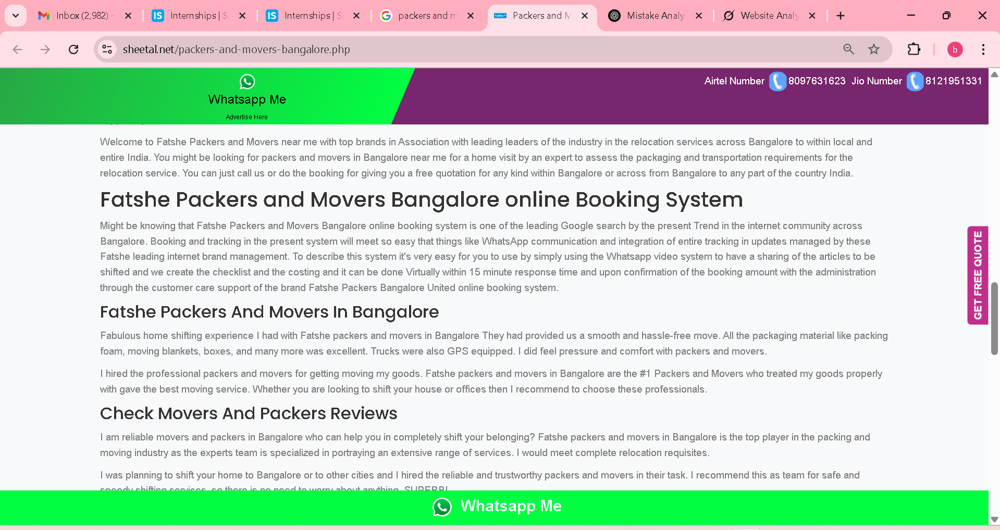 Inbox (2,982) -
Internships | Su
Internships | Su
packers and m
Packers and M
Mistake Analy
Website Analy
sheetal.net/packers-and-movers-bangalore.php
b
Whatsapp Me
Advertise Here
Airtel Number 8097631623 Jio Number 8121951331
Welcome to Fatshe Packers and Movers near me with top brands in Association with leading leaders of the industry in the relocation services across Bangalore to within local and
entire India. You might be looking for packers and movers in Bangalore near me for a home visit by an expert to assess the packaging and transportation requirements for the
relocation service. You can just call us or do the booking for giving you a free quotation for any kind within Bangalore or across from Bangalore to any part of the country India.
Fatshe Packers and Movers Bangalore online Booking System
Might be knowing that Fatshe Packers and Movers Bangalore online booking system is one of the leading Google search by the present Trend in the internet community across
Bangalore. Booking and tracking in the present system will meet so easy that things like WhatsApp communication and integration of entire tracking in updates managed by these
Fatshe leading internet brand management. To describe this system it's very easy for you to use by simply using the Whatsapp video system to have a sharing of the articles to be
shifted and we create the checklist and the costing and it can be done Virtually within 15 minute response time and upon confirmation of the booking amount with the administration
through the customer care support of the brand Fatshe Packers Bangalore United online booking system.
GET FREE QUOTE
Fatshe Packers And Movers In Bangalore
Fabulous home shifting experience I had with Fatshe packers and movers in Bangalore They had provided us a smooth and hassle-free move. All the packaging material like packing
foam, moving blankets, boxes, and many more was excellent. Trucks were also GPS equipped. I did feel pressure and comfort with packers and movers.
I hired the professional packers and movers for getting moving my goods. Fatshe packers and movers in Bangalore are the #1 Packers and Movers who treated my goods properly
with gave the best moving service. Whether you are looking to shift your house or offices then I recommend to choose these professionals.
Check Movers And Packers Reviews
I am reliable movers and packers in Bangalore who can help you in completely shift your belonging? Fatshe packers and movers in Bangalore is the top player in the packing and
moving industry as the experts team is specialized in portraying an extensive range of services. I would meet complete relocation requisites.
I was planning to shift your home to Bangalore or to other cities and I hired the reliable and trustworthy packers and movers in their task. I recommend this as team for safe and
speedy shifting services, so there is no need to worry about anything. SUPERB!
Whatsapp Me